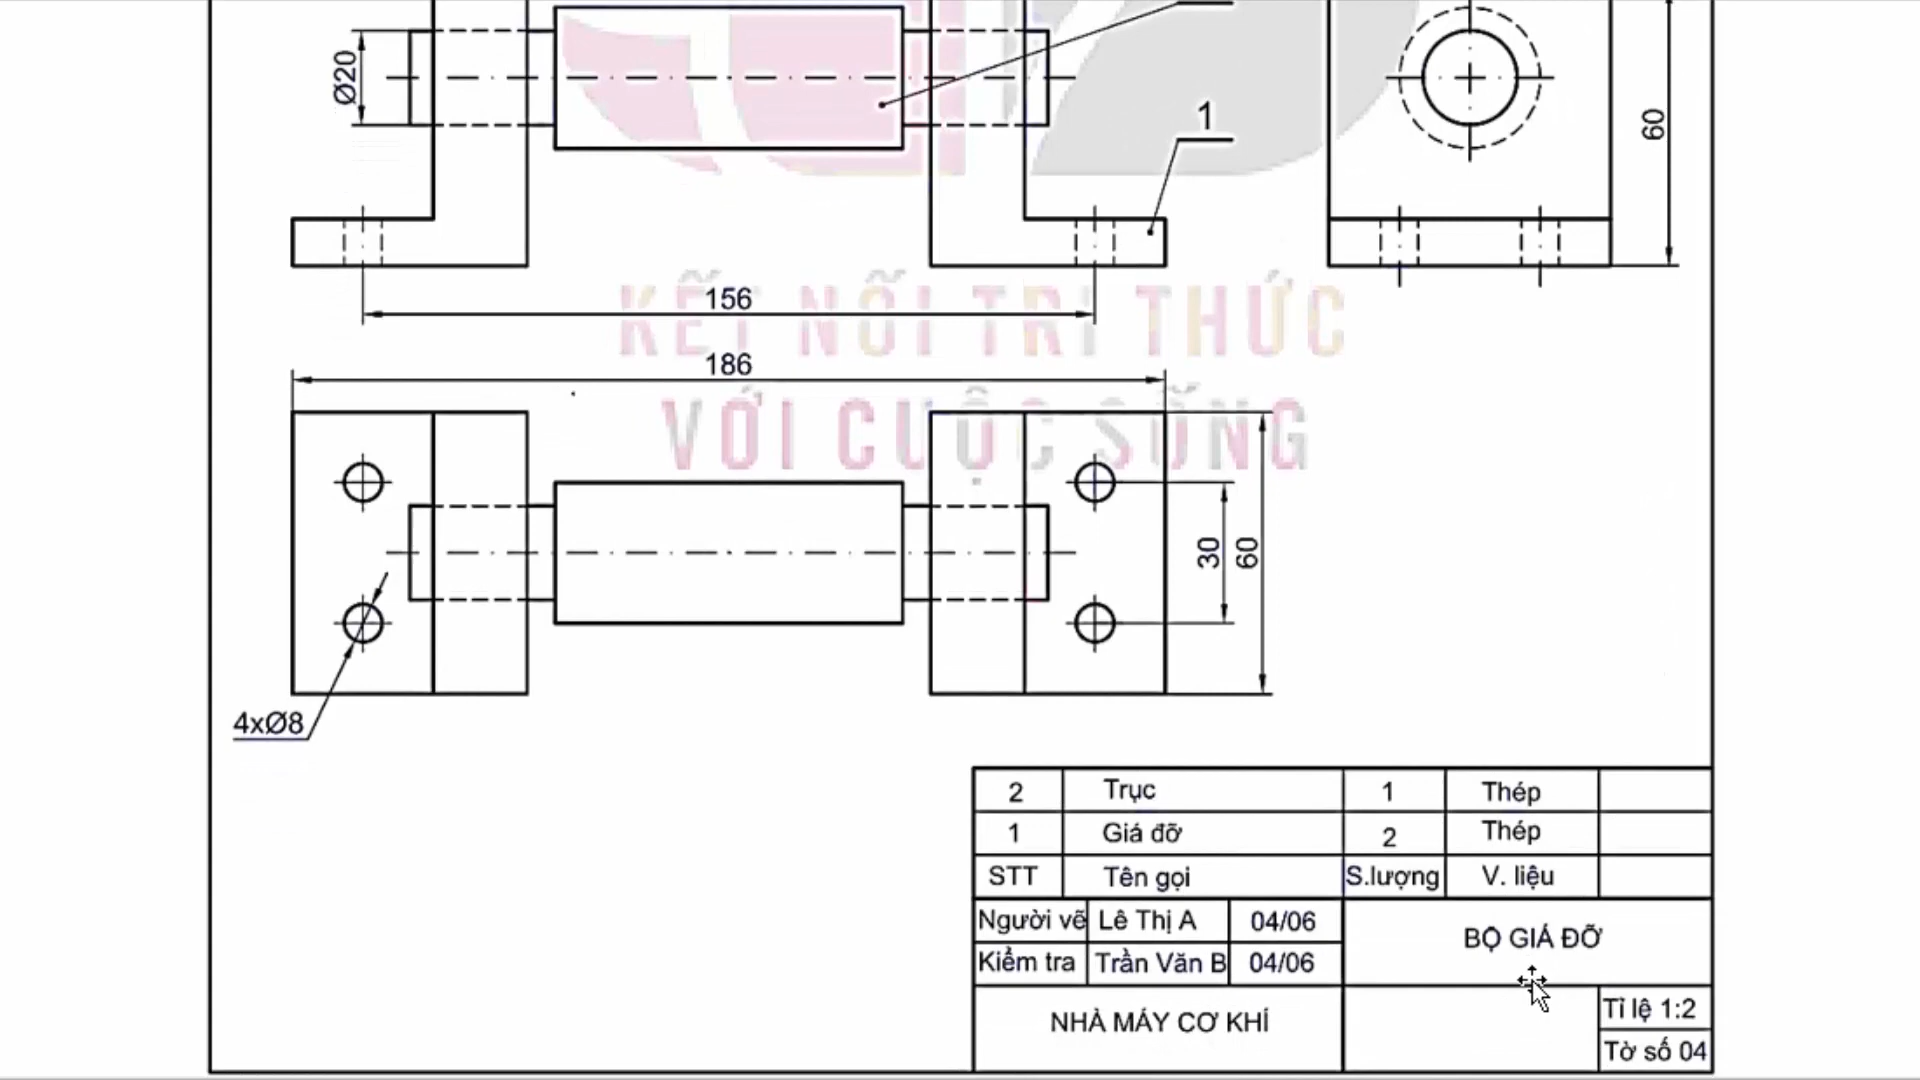 Ø20
1
60
156
KẾT NỐI TRI THỨC
186
VỚI CUỘC SỐNG
30
60
4xØ8
2 Trục 1 Thép
1 Giá đỡ 2 Thép
STT Tên gọi S.lượng V. liệu
Người vẽ Lê Thị A 04/06
BỘ GIÁ ĐỠ
Kiểm tra Trần Văn B 04/06
NHÀ MÁY CƠ KHÍ
Tỉ lệ 1:2
Tờ số 04